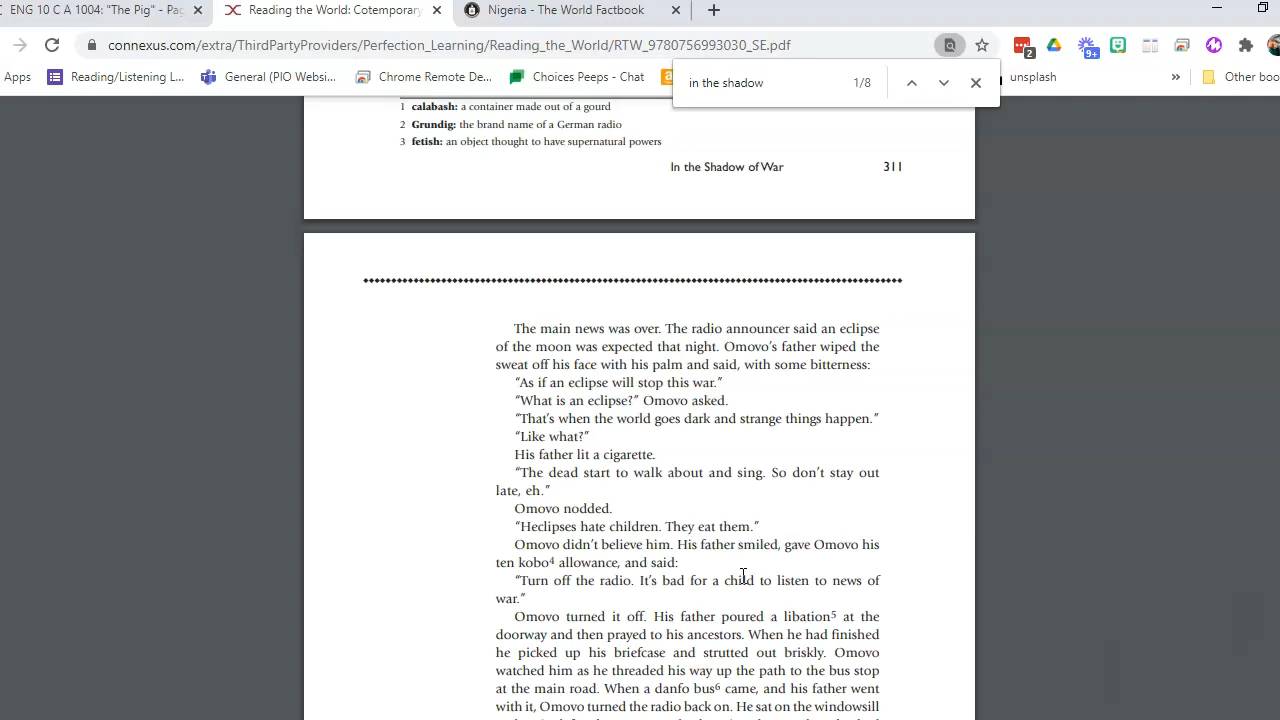 ENG 10 C A 1004: "The Pig" - Pag
Reading the World: Cotemporary
Nigeria - The World Factbook
connexus.com/extra/ThirdPartyProvider/Perfection_Learning/Reading_the_World/RTW_9780756993030_SE.pdf
2
9+
Apps
Reading/Listening L...
General (PIO Websi...
Chrome Remote De...
Choices Peeps - Chat
in the shadow
1/8
unsplash
»
Other boo
1 calabash: a container made out of a gourd
2 Grundig: the brand name of a German radio
3 fetish: an object thought to have supernatural powers
In the Shadow of War 311
The main news was over. The radio announcer said an eclipse
of the moon was expected that night. Omovo's father wiped the
sweat off his face with his palm and said, with some bitterness:
"As if an eclipse will stop this war."
"What is an eclipse?" Omovo asked.
"That's when the world goes dark and strange things happen."
"Like what?"
His father lit a cigarette.
"The dead start to walk about and sing. So don't stay out
late, eh."
Omovo nodded.
"Heclipses hate children. They eat them."
Omovo didn't believe him. His father smiled, gave Omovo his
ten kobo4 allowance, and said:
"Turn off the radio. It's bad for a child to listen to news of
war."
Omovo turned it off. His father poured a libation5 at the
doorway and then prayed to his ancestors. When he had finished
he picked up his briefcase and strutted out briskly. Omovo
watched him as he threaded his way up the path to the bus stop
at the main road. When a danfo bus6 came, and his father went
with it, Omovo turned the radio back on. He sat on the windowsill